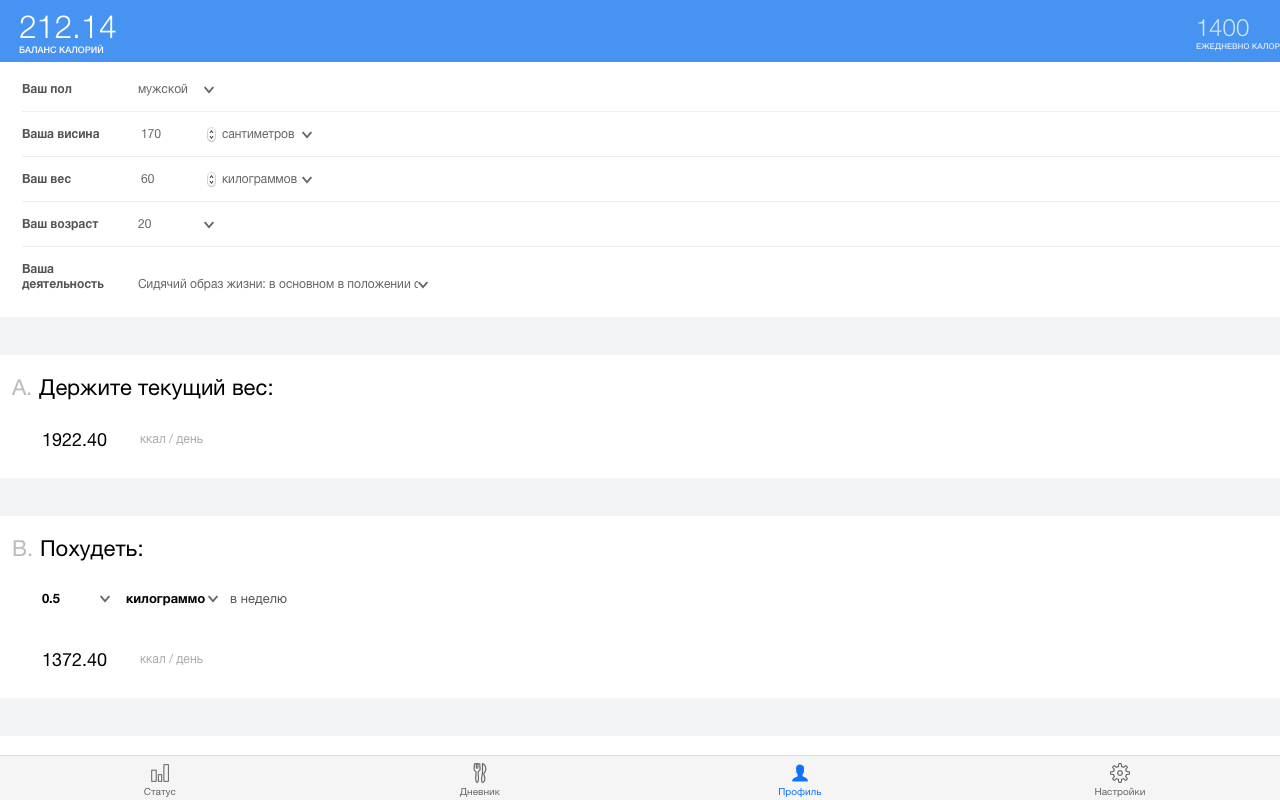 212.14
БАЛАНС КАЛОРИЙ
1400
ЕЖЕДНЕВНО КАЛОР
Ваш пол мужской
Ваша висина 170 сантиметров
Ваш вес 60 килограммов
Ваш возраст 20
Ваша
деятельность Сидячий образ жизни: в основном в положении с
A. Держите текущий вес:
1922.40 ккал / день
B. Похудеть:
0.5 килограммо в неделю
1372.40 ккал / день
Статус Дневник Профиль Настройки